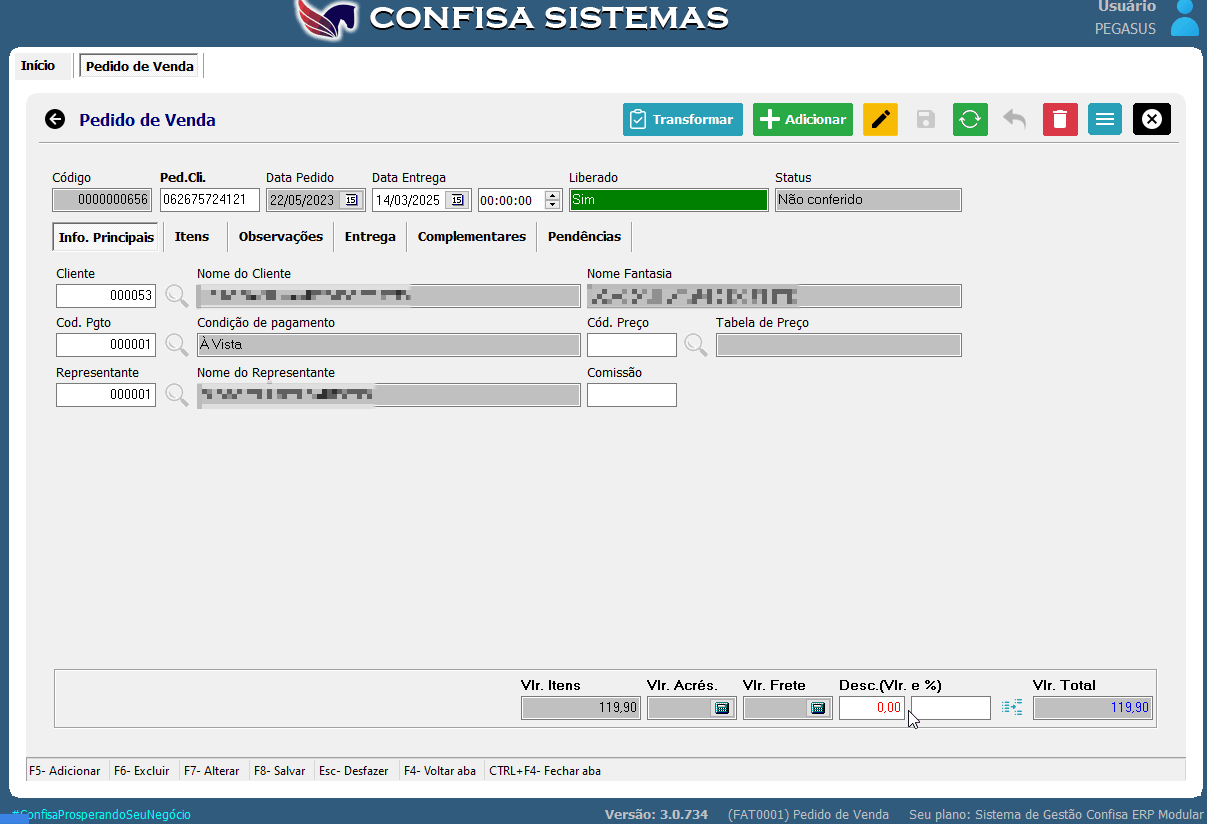 CONFISA SISTEMAS
Usuário
PEGASUS
Início
Pedido de Venda
Pedido de Venda
Transformar
Adicionar
Código
Ped.Cli.
Data Pedido
Data Entrega
Liberado
Status
0000000656
062675724121
22/05/2023
15
14/03/2025
15
00:00:00
Sim
Não conferido
Info. Principais
Itens
Observações
Entrega
Complementares
Pendências
Cliente
Nome do Cliente
Nome Fantasia
000053
Cod. Pgto
Condição de pagamento
Cód. Preço
Tabela de Preço
000001
À Vista
Representante
Nome do Representante
Comissão
000001
Vlr. Itens
Vlr. Acrés.
Vlr. Frete
Desc.(Vlr. e %)
Vlr. Total
119,90
0,00
119,90
F5- Adicionar
F6- Excluir
F7- Alterar
F8- Salvar
Esc- Desfazer
F4- Voltar aba
CTRL+F4- Fechar aba
#ConfisaProsperandoSeuNegócio
Versão: 3.0.734
(FAT0001) Pedido de Venda
Seu plano: Sistema de Gestão Confisa ERP Modular